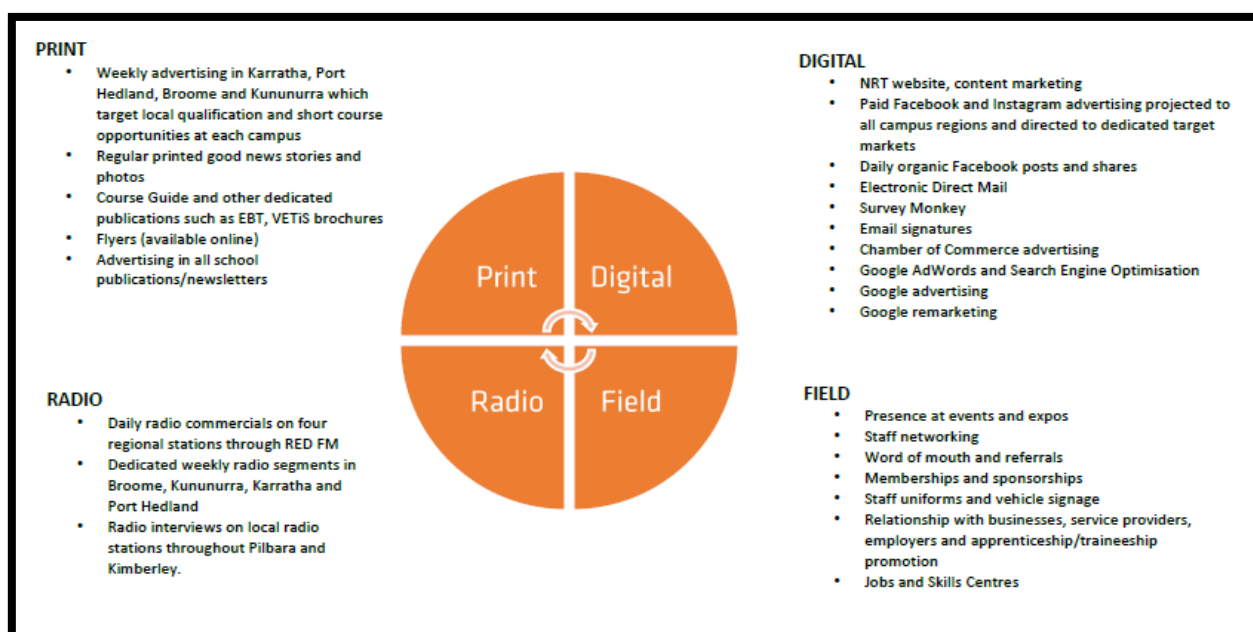 PRINT
• Weekly advertising in Karratha, Port
Hedland, Broome and Kununurra which
target local qualification and short course
opportunities at each campus
• Regular printed good news stories and
photos
• Course Guide and other dedicated
publications such as EBT, VETiS brochures
• Flyers (available online)
• Advertising in all school
publications/newsletters
DIGITAL
• NRT website, content marketing
• Paid Facebook and Instagram advertising projected to
all campus regions and directed to dedicated target
markets
• Daily organic Facebook posts and shares
• Electronic Direct Mail
• Survey Monkey
• Email signatures
• Chamber of Commerce advertising
• Google AdWords and Search Engine Optimisation
• Google advertising
• Google remarketing
Print
Digital
Radio
Field
RADIO
• Daily radio commercials on four
regional stations through RED FM
• Dedicated weekly radio segments in
Broome, Kununurra, Karratha and
Port Hedland
• Radio interviews on local radio
stations throughout Pilbara and
Kimberley.
FIELD
• Presence at events and expos
• Staff networking
• Word of mouth and referrals
• Memberships and sponsorships
• Staff uniforms and vehicle signage
• Relationship with businesses, service providers,
employers and apprenticeship/traineeship
promotion
• Jobs and Skills Centres